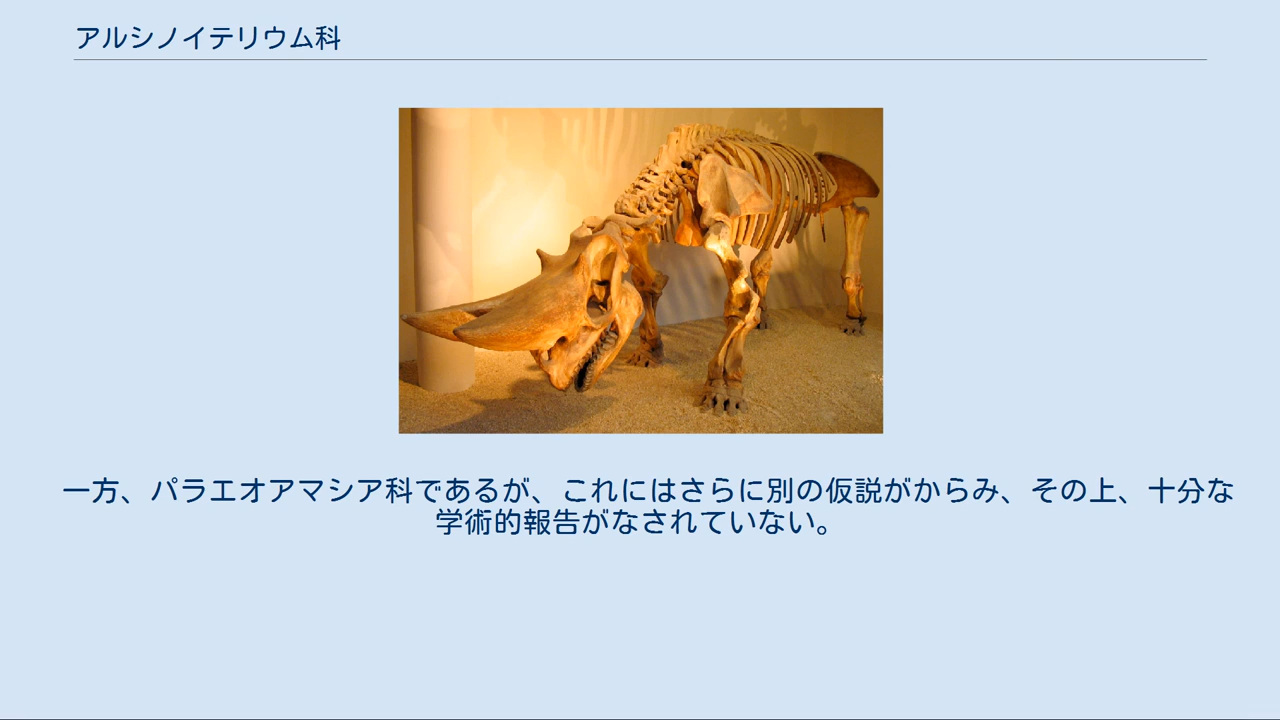 アルシノイテリウム科
一方、パラエオアマシア科であるが、これにはさらに別の仮説がからみ、その上、十分な
学術的報告がなされていない。